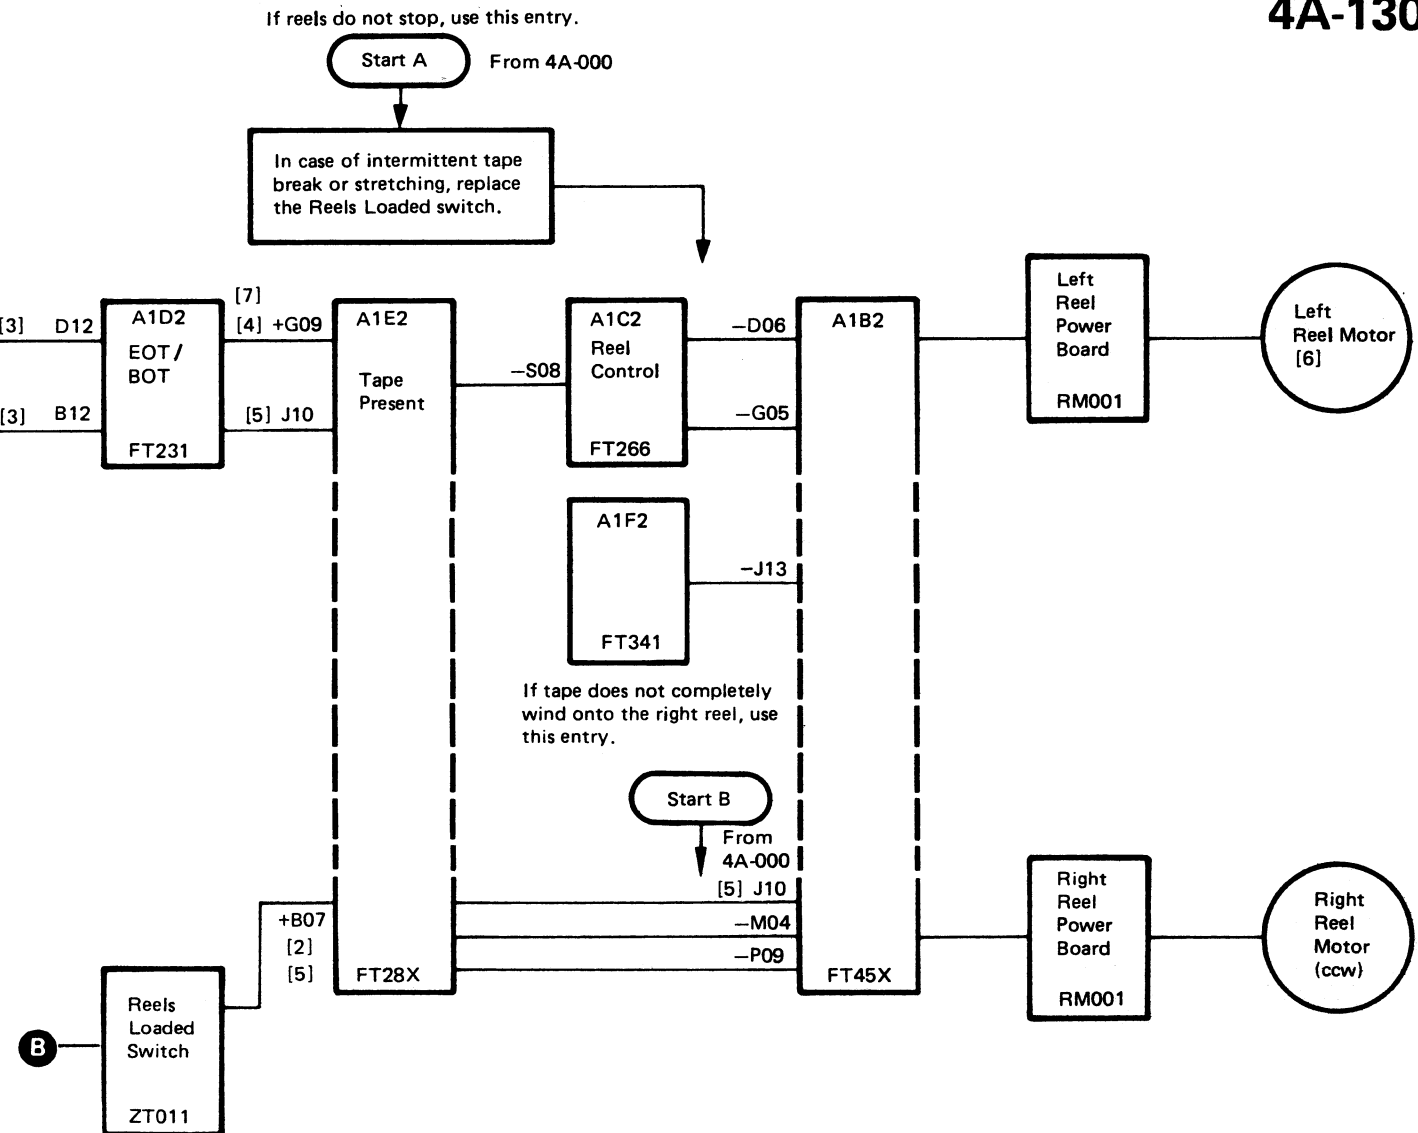 4A-130
If reels do not stop, use this entry.
Start A
From 4A-000
In case of intermittent tape
break or stretching, replace
the Reels Loaded switch.
[3] D12
[3] B12
A1D2
EOT/
BOT
FT231
[7]
[4] +G09
[5] J10
A1E2
Tape
Present
FT28X
−S08
A1C2
Reel
Control
FT266
−D06
−G05
A1F2
FT341
−J13
A1B2
FT45X
Left
Reel
Power
Board
RM001
Left
Reel Motor
[6]
If tape does not completely
wind onto the right reel, use
this entry.
Start B
From
4A-000
[5] J10
−M04
−P09
+B07
[2]
[5]
B
Reels
Loaded
Switch
ZT011
Right
Reel
Power
Board
RM001
Right
Reel
Motor
(ccw)